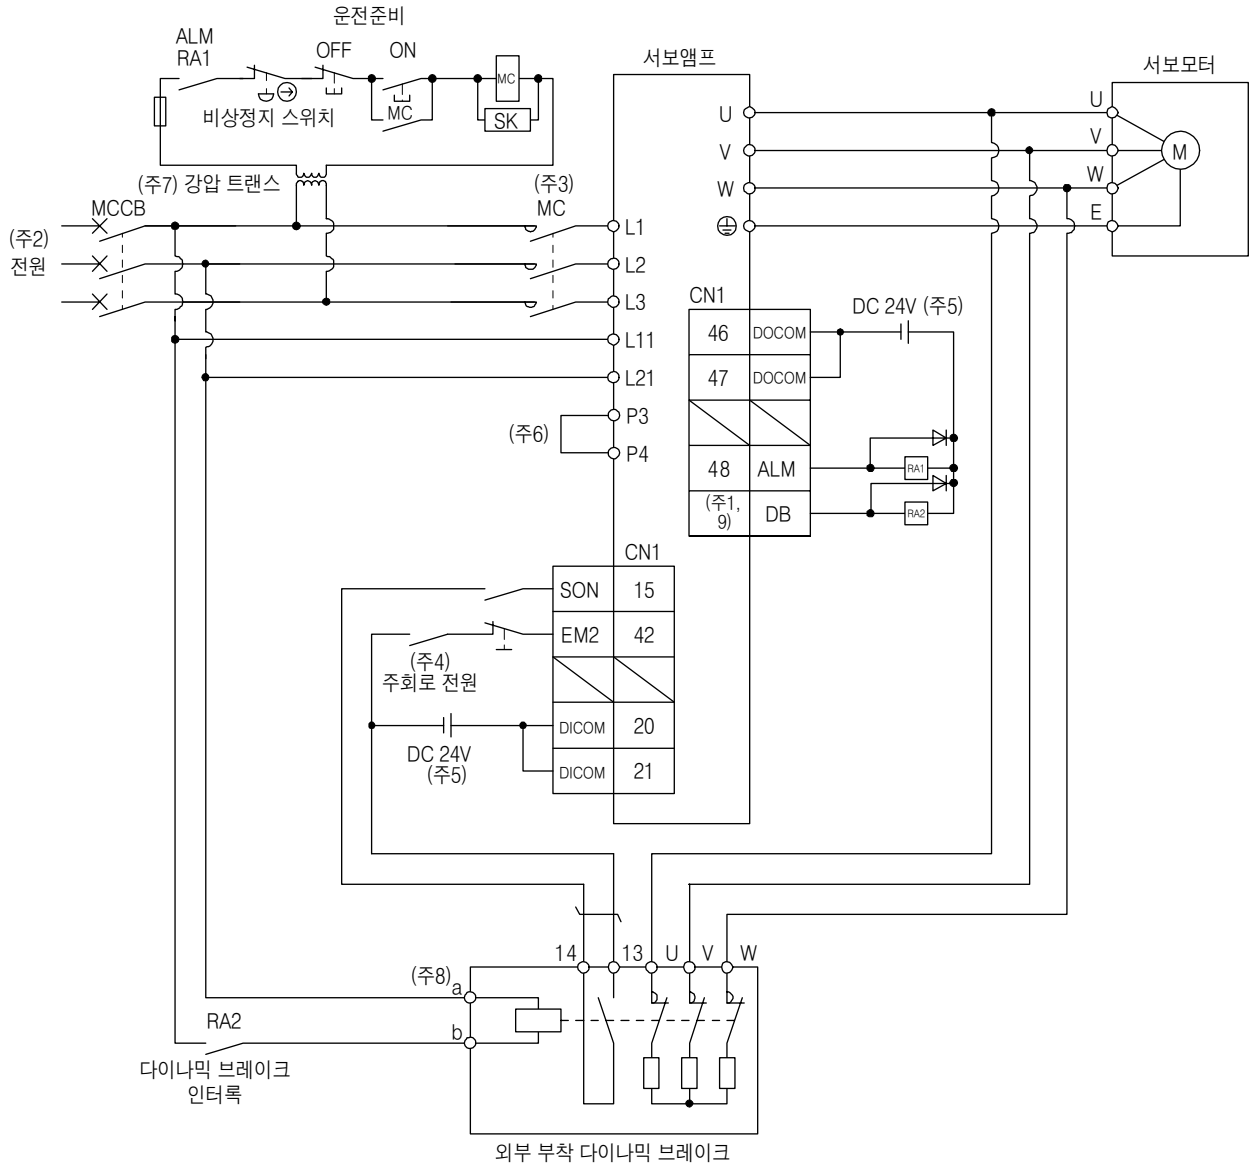 운전준비
ALM
RA1
OFF
ON
비상정지 스위치
MC
MC
SK
서보앰프
서보모터
U
V
W
U
V
W
E
M
(주7) 강압 트랜스
(주3)
MC
MCCB
(주2)
전원
L1
L2
L3
L11
L21
P3
P4
(주6)
CN1
DC 24V (주5)
46 DOCOM
47 DOCOM
48 ALM
(주1, 9) DB
RA1
RA2
CN1
SON 15
EM2 42
DICOM 20
DICOM 21
(주4)
주회로 전원
DC 24V
(주5)
14 13 U V W
(주8)
a
b
RA2
다이나믹 브레이크
인터록
외부 부착 다이나믹 브레이크